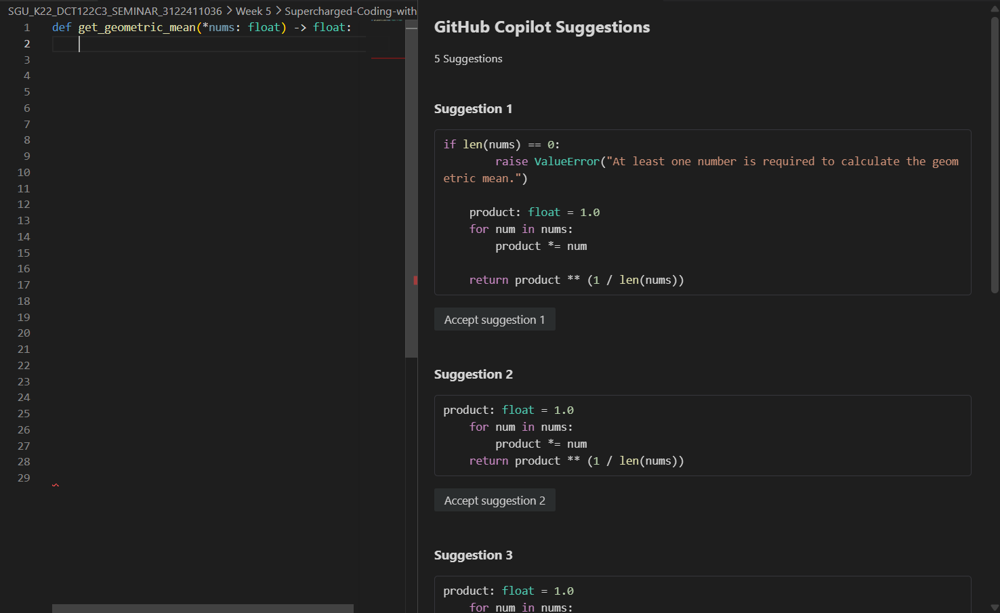 SGU_K22_DCT122C3_SEMINAR_3122411036 > Week 5 > Supercharged-Coding-with
1 def get_geometric_mean(*nums: float) -> float:
2
3
4
5
6
7
8
9
10
11
12
13
14
15
16
17
18
19
20
21
22
23
24
25
26
27
28
29
GitHub Copilot Suggestions
5 Suggestions
Suggestion 1
if len(nums) == 0:
        raise ValueError("At least one number is required to calculate the geom
etric mean.")
    product: float = 1.0
    for num in nums:
        product *= num
    return product ** (1 / len(nums))
Accept suggestion 1
Suggestion 2
product: float = 1.0
    for num in nums:
        product *= num
    return product ** (1 / len(nums))
Accept suggestion 2
Suggestion 3
product: float = 1.0
    for num in nums: